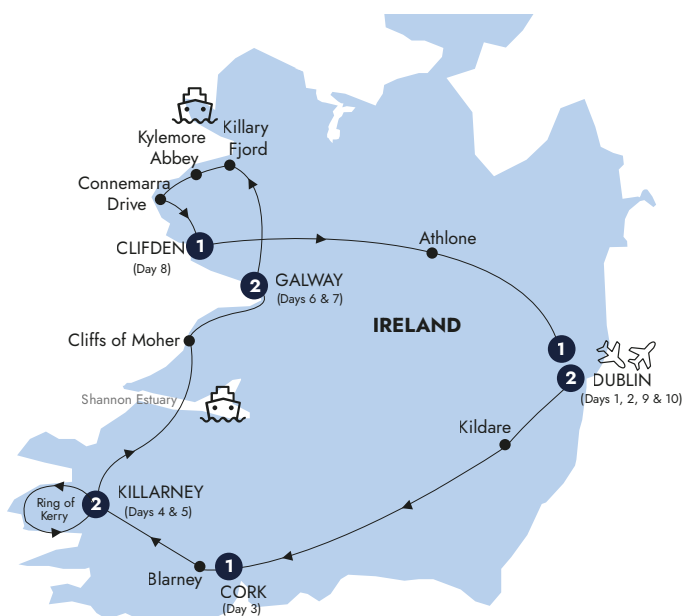 Killary
Fjord
Kylemore
Abbey
Connemarra
Drive
CLIFDEN
1
(Day 8)
Athlone
2
GALWAY
(Days 6 & 7)
IRELAND
Cliffs of Moher
1
2
DUBLIN
(Days 1, 2, 9 & 10)
Shannon Estuary
Kildare
2
KILLARNEY
(Days 4 & 5)
Ring of
Kerry
Blarney
1
CORK
(Day 3)